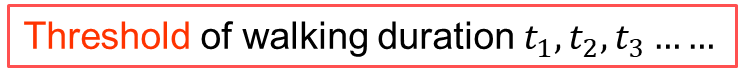 Threshold of walking duration t₁, t₂, t₃ ... ...